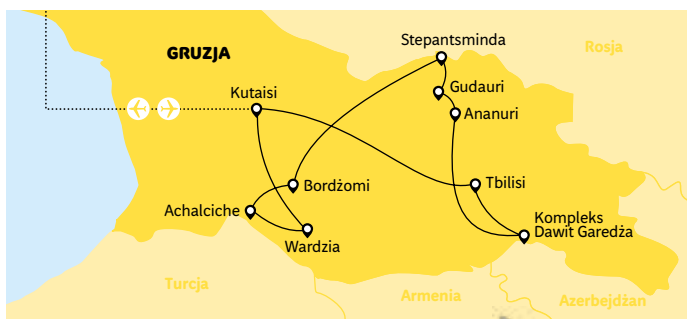 Stepantsminda
Rosja
GRUZJA
Gudauri
Kutaisi
Ananuri
Bordżomi
Tbilisi
Achalciche
Kompleks
Dawit Garedża
Wardzia
Turcja
Armenia
Azerbejdżan